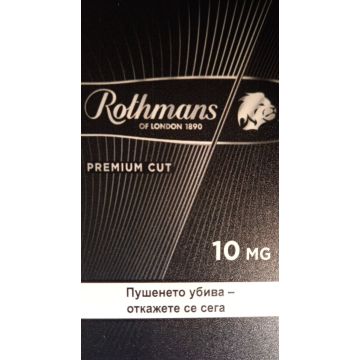 Rothmans
OF LONDON 1890
PREMIUM CUT
10 MG
Пушенето убива –
откажете се сега